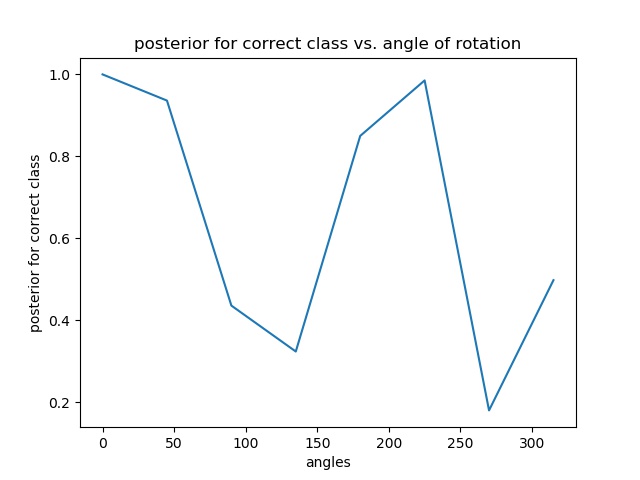 posterior for correct class vs. angle of rotation
1.0
0.8
0.6
0.4
0.2
posterior for correct class
0 50 100 150 200 250 300
angles